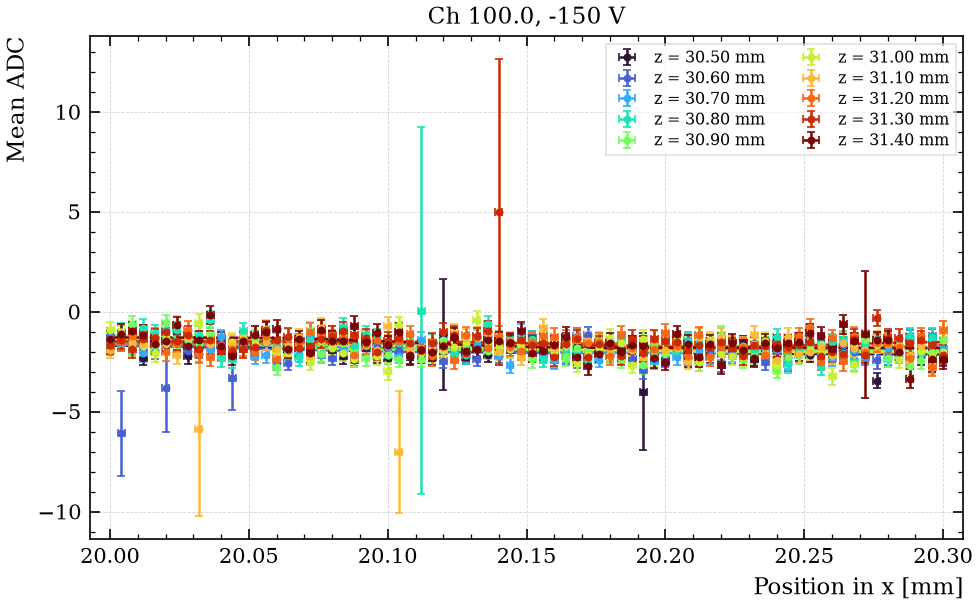 Ch 100.0, -150 V
Mean ADC
z = 30.50 mm
z = 30.60 mm
z = 30.70 mm
z = 30.80 mm
z = 30.90 mm
z = 31.00 mm
z = 31.10 mm
z = 31.20 mm
z = 31.30 mm
z = 31.40 mm
10
5
0
−5
−10
20.00 20.05 20.10 20.15 20.20 20.25 20.30
Position in x [mm]